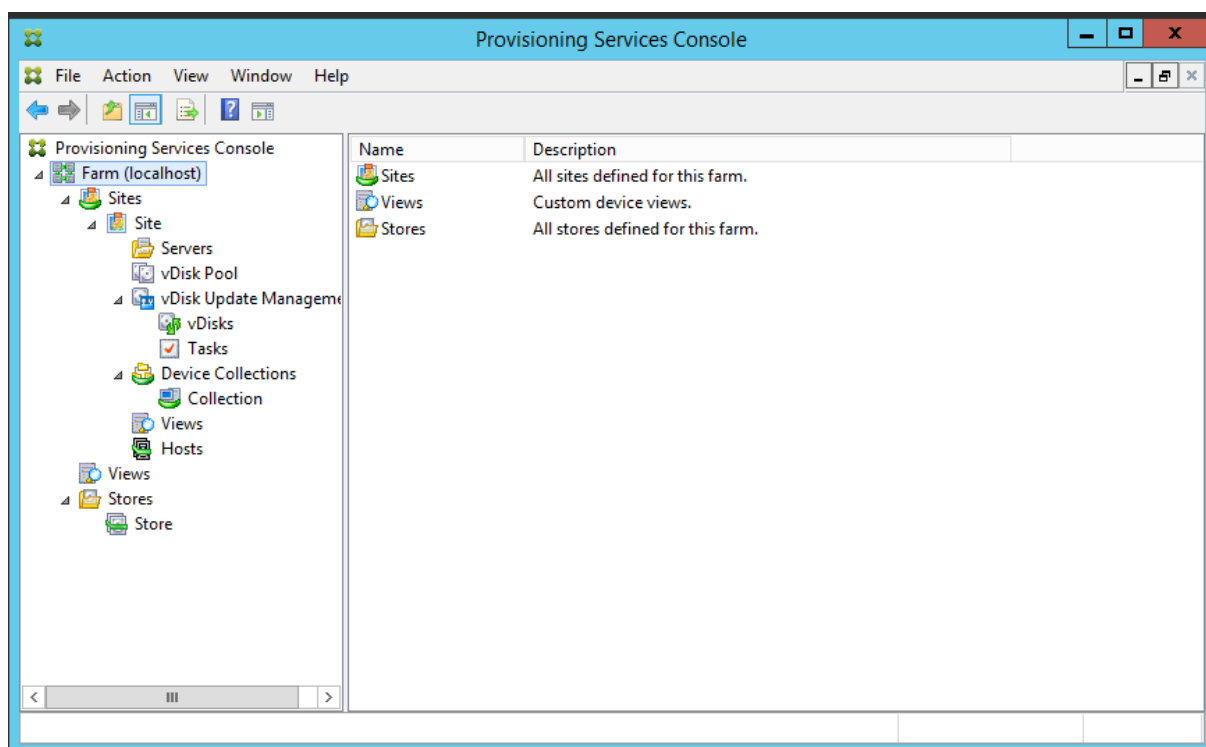 Provisioning Services Console
File Action View Window Help
Provisioning Services Console
Farm (localhost)
Sites
Site
Servers
vDisk Pool
vDisk Update Manageme
vDisks
Tasks
Device Collections
Collection
Views
Hosts
Views
Stores
Store
Name Description
Sites All sites defined for this farm.
Views Custom device views.
Stores All stores defined for this farm.